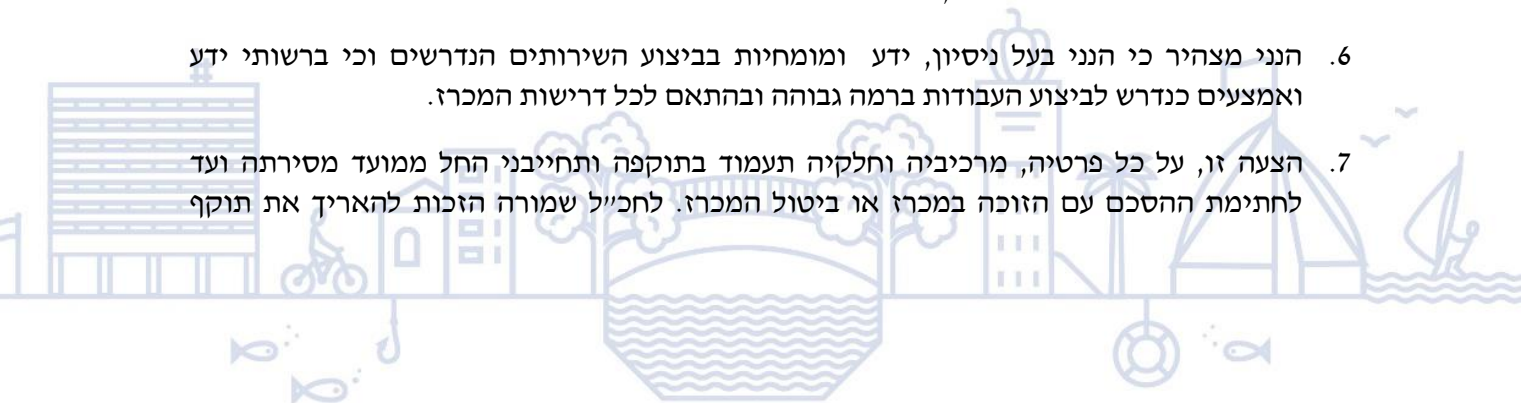 6. הנני מצהיר כי הנני בעל ניסיון, ידע ומומחיות בביצוע השירותים הנדרשים וכי ברשותי ידע
ואמצעים כנדרש לביצוע העבודות ברמה גבוהה ובהתאם לכל דרישות המכרז.
7. הצעה זו, על כל פרטיה, מרכיביה וחלקיה תעמוד בתוקפה ותחייבני החל ממועד מסירתה ועד
לחתימת ההסכם עם הזוכה במכרז או ביטול המכרז. לחכ״ל שמורה הזכות להאריך את תוקף